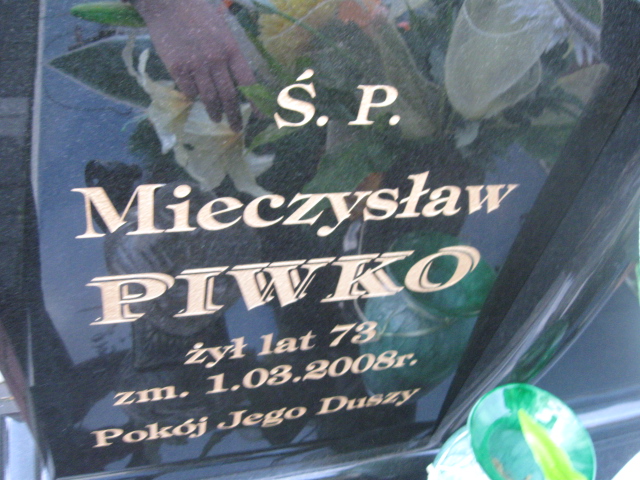 Ś. P.
Mieczysław
PIWKO
żył lat 73
zm. 1.03.2008r.
Pokój Jego Duszy